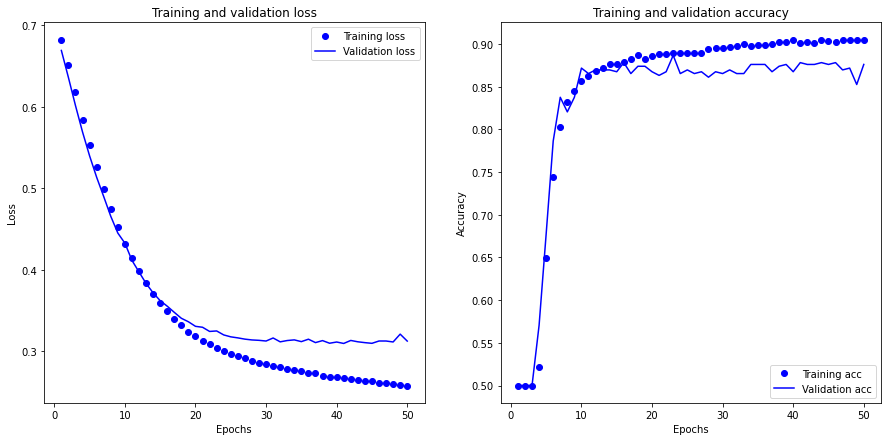 Training and validation loss
Training loss
Validation loss
0.7
0.6
0.5
0.4
0.3
Loss
0
10
20
30
40
50
Epochs
Training and validation accuracy
0.90
0.85
0.80
0.75
0.70
0.65
0.60
0.55
0.50
Accuracy
Training acc
Validation acc
0
10
20
30
40
50
Epochs